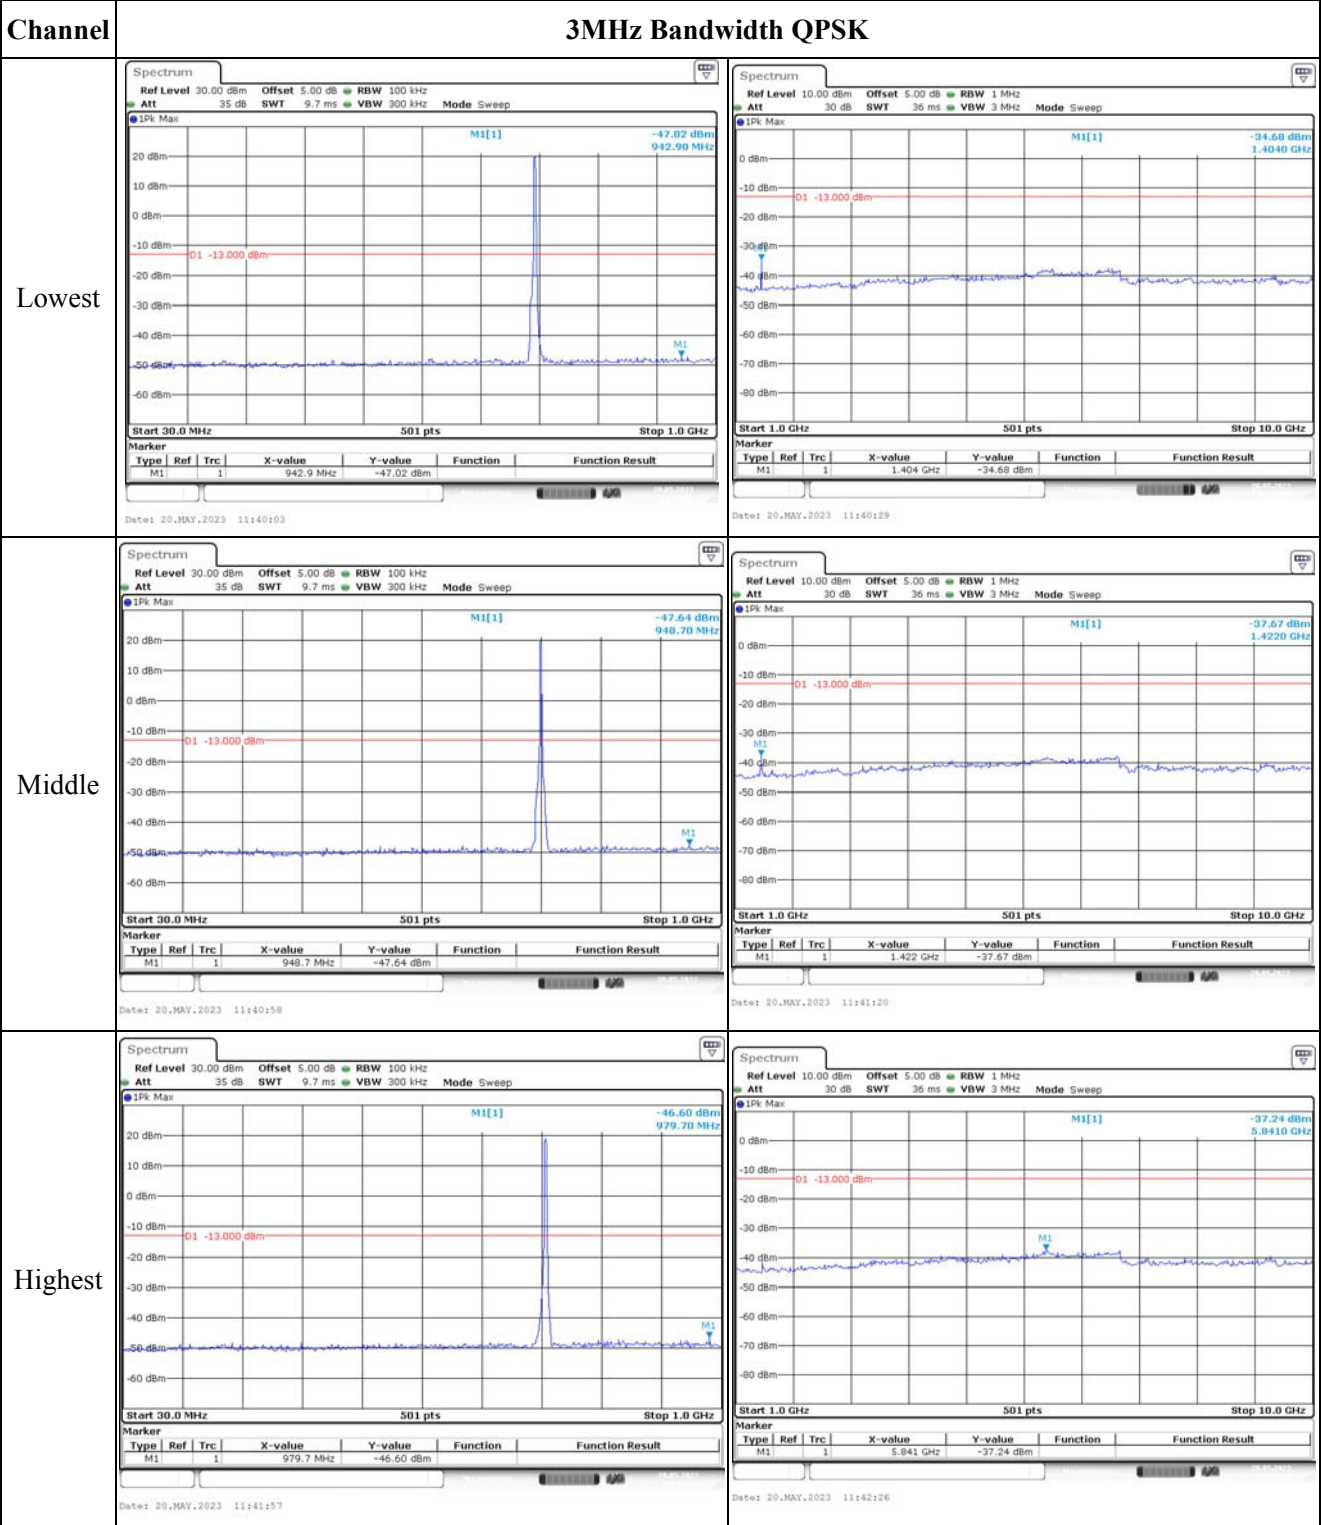 Channel
3MHz Bandwidth QPSK
Lowest
Spectrum
Ref Level 30.00 dBm Offset 5.00 dB RBW 100 kHz
Att 35 dB SWT 9.7 ms VBW 300 kHz Mode Sweep
1Pk Max
M1[1] -47.02 dBm
942.90 MHz
20 dBm
10 dBm
0 dBm
-10 dBm
D1 -13.000 dBm
-20 dBm
-30 dBm
-40 dBm
M1
-50 dBm
-60 dBm
Start 30.0 MHz 501 pts Stop 1.0 GHz
Marker
Type Ref Trc X-value Y-value Function Function Result
M1 1 942.9 MHz -47.02 dBm
Date: 20.MAY.2023 11:40:03
Spectrum
Ref Level 10.00 dBm Offset 5.00 dB RBW 1 MHz
Att 30 dB SWT 36 ms VBW 3 MHz Mode Sweep
1Pk Max
M1[1] -34.68 dBm
1.4040 GHz
0 dBm
-10 dBm
D1 -13.000 dBm
-20 dBm
-30 dBm
-40 dBm
-50 dBm
-60 dBm
-70 dBm
-80 dBm
Start 1.0 GHz 501 pts Stop 10.0 GHz
Marker
Type Ref Trc X-value Y-value Function Function Result
M1 1 1.404 GHz -34.68 dBm
Date: 20.MAY.2023 11:40:29
Middle
Spectrum
Ref Level 30.00 dBm Offset 5.00 dB RBW 100 kHz
Att 35 dB SWT 9.7 ms VBW 300 kHz Mode Sweep
1Pk Max
M1[1] -47.64 dBm
948.70 MHz
20 dBm
10 dBm
0 dBm
-10 dBm
D1 -13.000 dBm
-20 dBm
-30 dBm
-40 dBm
M1
-50 dBm
-60 dBm
Start 30.0 MHz 501 pts Stop 1.0 GHz
Marker
Type Ref Trc X-value Y-value Function Function Result
M1 1 948.7 MHz -47.64 dBm
Date: 20.MAY.2023 11:40:58
Spectrum
Ref Level 10.00 dBm Offset 5.00 dB RBW 1 MHz
Att 30 dB SWT 36 ms VBW 3 MHz Mode Sweep
1Pk Max
M1[1] -37.67 dBm
1.4220 GHz
0 dBm
-10 dBm
D1 -13.000 dBm
-20 dBm
-30 dBm
M1
-40 dBm
-50 dBm
-60 dBm
-70 dBm
-80 dBm
Start 1.0 GHz 501 pts Stop 10.0 GHz
Marker
Type Ref Trc X-value Y-value Function Function Result
M1 1 1.422 GHz -37.67 dBm
Date: 20.MAY.2023 11:41:20
Highest
Spectrum
Ref Level 30.00 dBm Offset 5.00 dB RBW 100 kHz
Att 35 dB SWT 9.7 ms VBW 300 kHz Mode Sweep
1Pk Max
M1[1] -46.60 dBm
979.70 MHz
20 dBm
10 dBm
0 dBm
-10 dBm
D1 -13.000 dBm
-20 dBm
-30 dBm
-40 dBm
M1
-50 dBm
-60 dBm
Start 30.0 MHz 501 pts Stop 1.0 GHz
Marker
Type Ref Trc X-value Y-value Function Function Result
M1 1 979.7 MHz -46.60 dBm
Date: 20.MAY.2023 11:41:57
Spectrum
Ref Level 10.00 dBm Offset 5.00 dB RBW 1 MHz
Att 30 dB SWT 36 ms VBW 3 MHz Mode Sweep
1Pk Max
M1[1] -37.24 dBm
5.8410 GHz
0 dBm
-10 dBm
D1 -13.000 dBm
-20 dBm
-30 dBm
M1
-40 dBm
-50 dBm
-60 dBm
-70 dBm
-80 dBm
Start 1.0 GHz 501 pts Stop 10.0 GHz
Marker
Type Ref Trc X-value Y-value Function Function Result
M1 1 5.841 GHz -37.24 dBm
Date: 20.MAY.2023 11:42:26